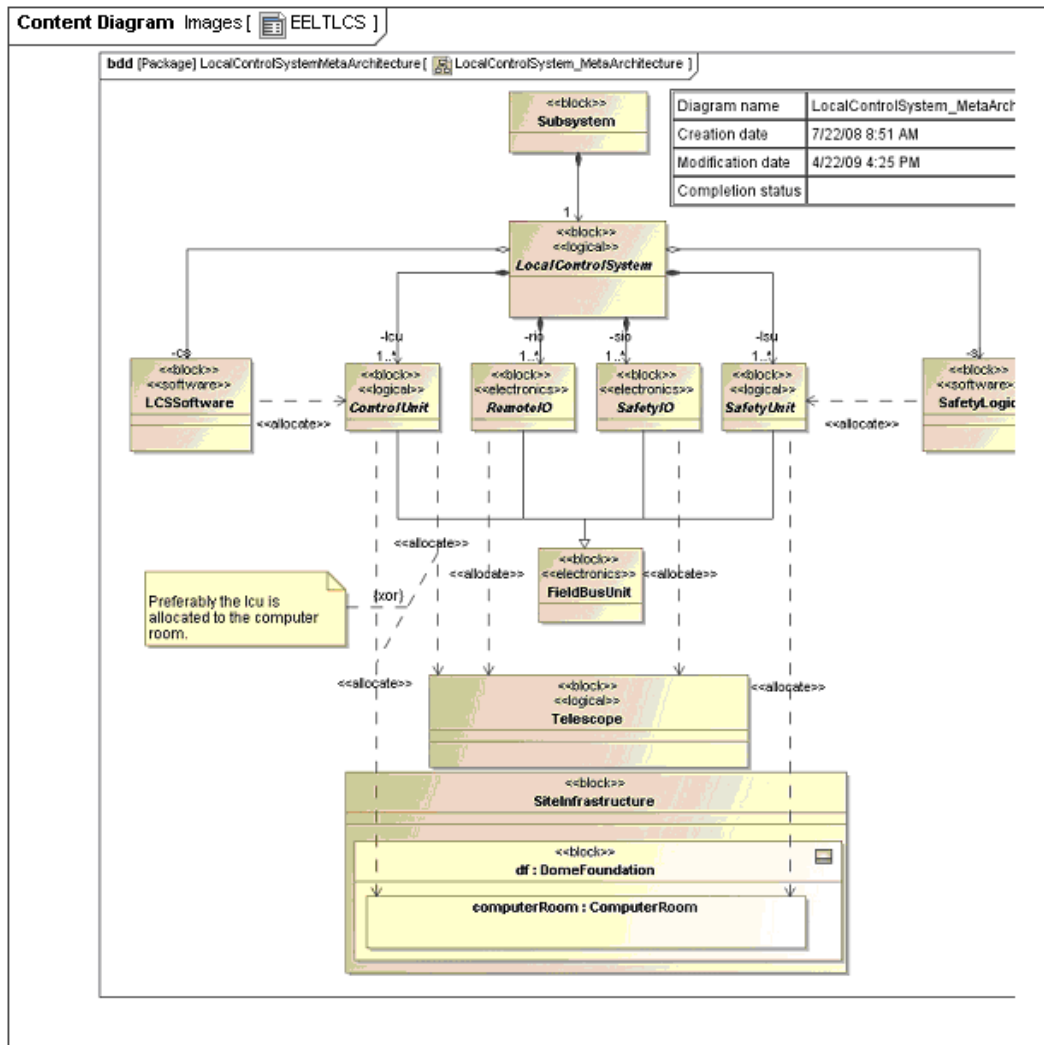 Content Diagram Images [ EELTLCS ]
bdd [Package] LocalControlSystemMetaArchitecture [ LocalControlSystem_MetaArchitecture ]
<<block>>
Subsystem
Diagram name LocalControlSystem_MetaArch
Creation date 7/22/08 8:51 AM
Modification date 4/22/09 4:25 PM
Completion status
1
<<block>>
<<logical>>
LocalControlSystem
-cs
-lcu
1..*
-rio
1..*
-sio
1..*
-lsu
1..*
<<block>>
<<software>>
LCSSoftware
<<allocate>>
<<block>>
<<logical>>
ControlUnit
<<block>>
<<electronics>>
RemoteIO
<<block>>
<<electronics>>
SafetyIO
<<block>>
<<logical>>
SafetyUnit
<<allocate>>
<<block>>
<<software>>
SafetyLogic
<<allocate>>
<<allocate>>
<<block>>
<<electronics>>
FieldBusUnit
<<allocate>>
Preferably the lcu is
allocated to the computer
room.
{xor}
<<allocate>>
<<allocate>>
<<block>>
<<logical>>
Telescope
<<block>>
SiteInfrastructure
<<block>>
df : DomeFoundation
computerRoom : ComputerRoom